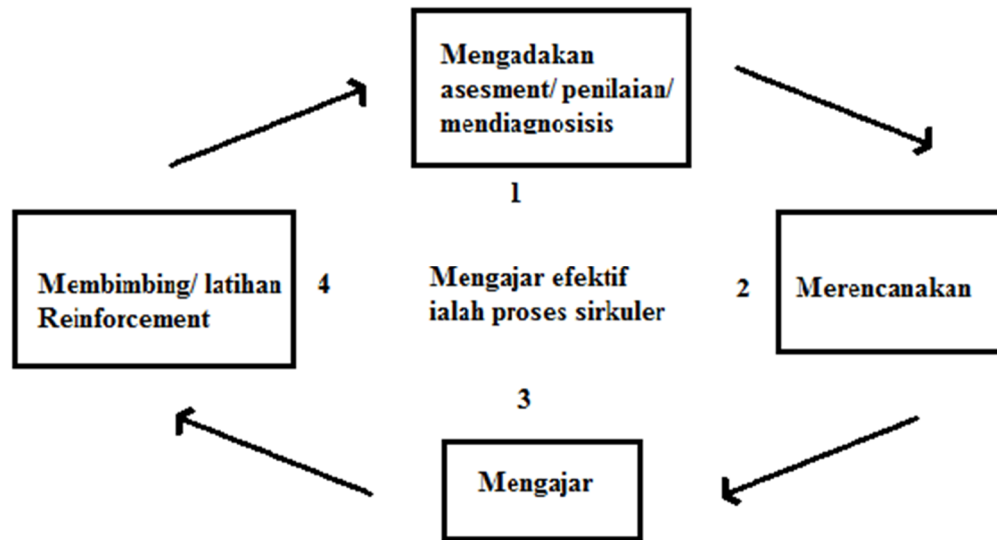 Mengadakan
asesment/ penilaian/
mendiagnosisis
1
Membimbing/ latihan
Reinforcement
4
Mengajar efektif
ialah proses sirkuler
2
Merencanakan
3
Mengajar